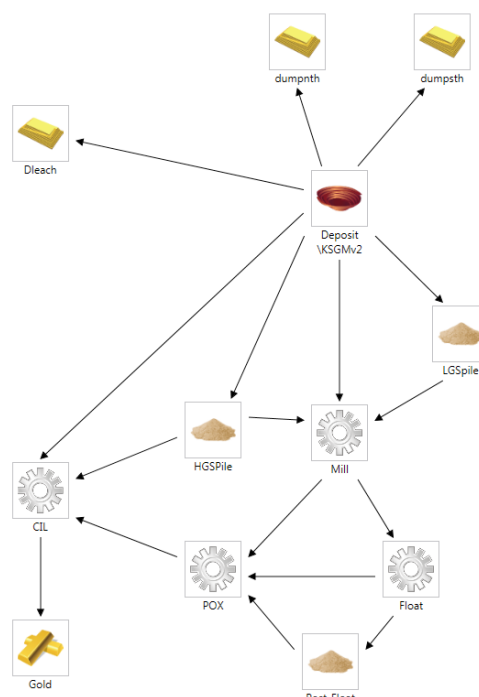 dumpnth
dumpsth
Dleach
Deposit
\KSGMv2
LGSpile
HGSPile
Mill
CIL
POX
Float
Gold